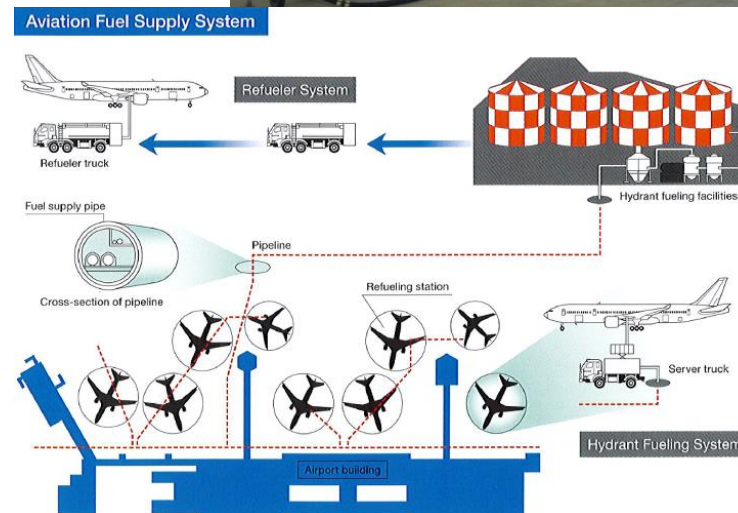 Aviation Fuel Supply System
Refueler System
Refueler truck
Hydrant fueling facilities
Fuel supply pipe
Pipeline
Cross-section of pipeline
Refueling station
Server truck
Hydrant Fueling System
Airport building